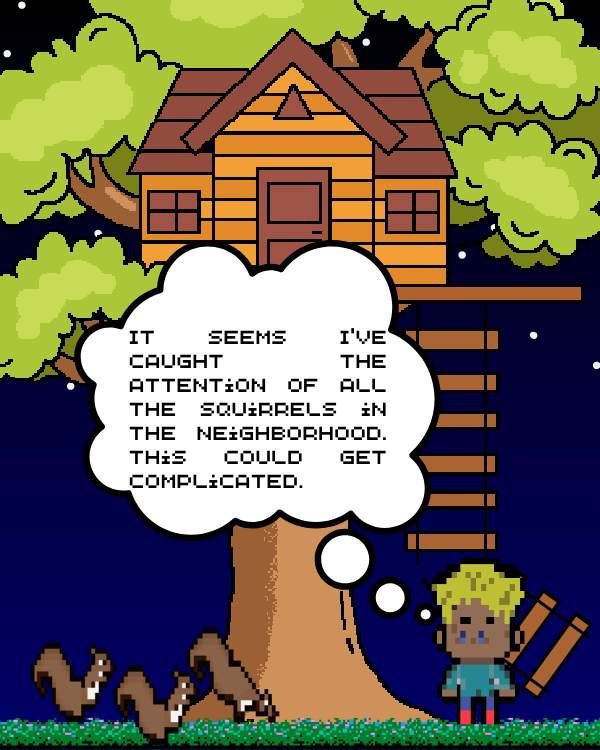 IT SEEMS I'VE
CAUGHT THE
ATTENTiON OF ALL
THE SQUiRRELS iN
THE NEiGHBORHOOD.
THiS COULD GET
COMPLiCATED.